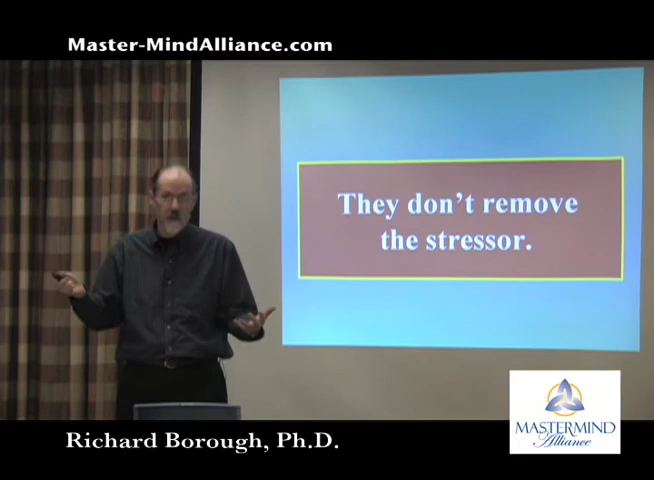 Master-MindAlliance.com
They don't remove
the stressor.
Richard Borough, Ph.D.
MASTERMIND
Alliance